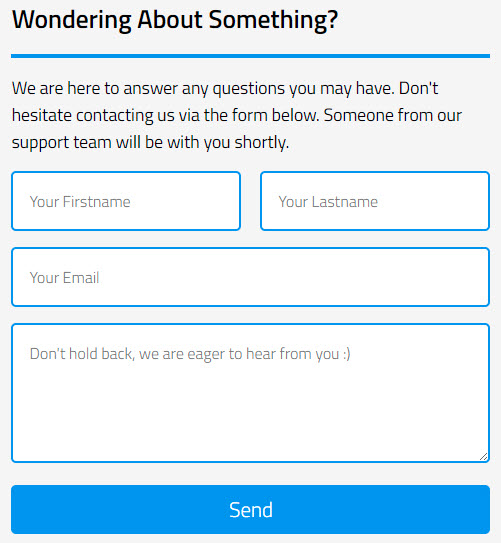 Wondering About Something?
We are here to answer any questions you may have. Don't
hesitate contacting us via the form below. Someone from our
support team will be with you shortly.
Your Firstname
Your Lastname
Your Email
Don't hold back, we are eager to hear from you :)
Send